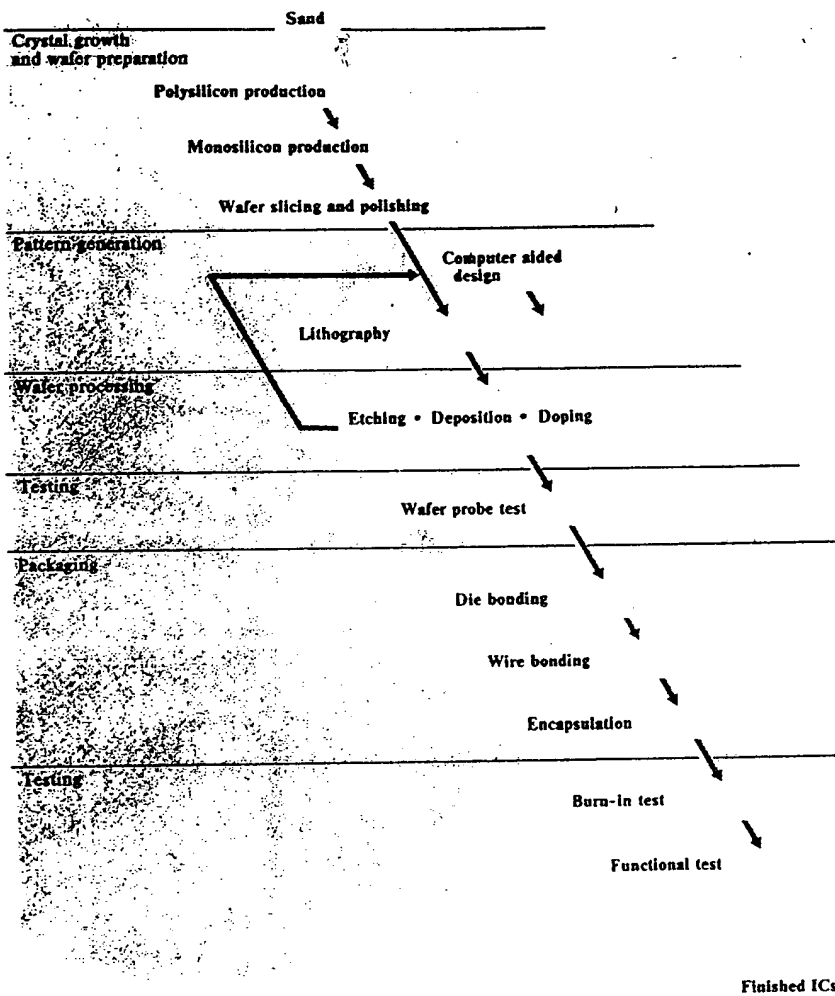 Sand
Crystal growth
and wafer preparation
Polysilicon production
Monosilicon production
Wafer slicing and polishing
Pattern generation
Computer aided
design
Lithography
Wafer processing
Etching • Deposition • Doping
Testing
Wafer probe test
Packaging
Die bonding
Wire bonding
Encapsulation
Testing
Burn-in test
Functional test
Finished ICs